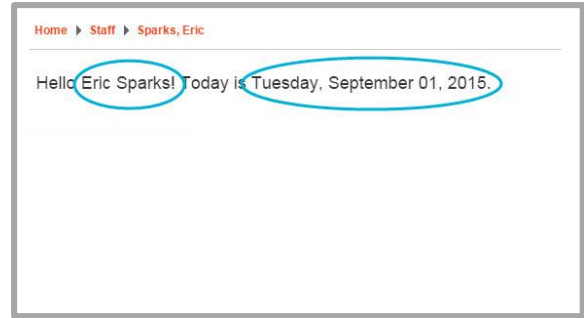 Home ▶ Staff ▶ Sparks, Eric
Hello Eric Sparks! Today is Tuesday, September 01, 2015.